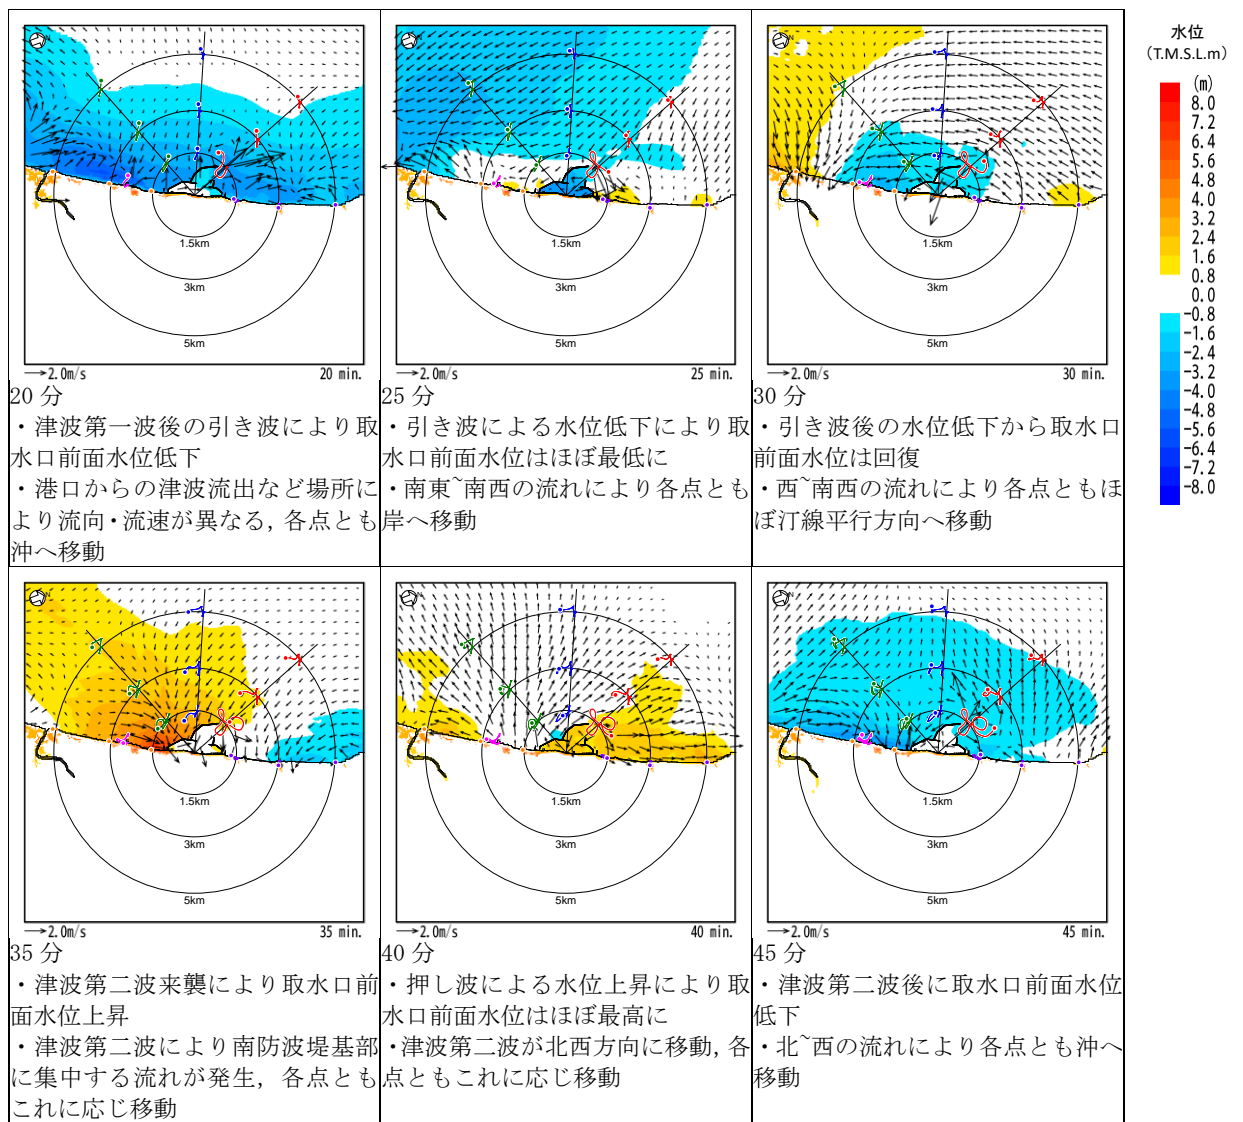 水位
(T.M.S.L.m)
(m)
8.0
7.2
6.4
5.6
4.8
4.0
3.2
2.4
1.6
0.8
0.0
-0.8
-1.6
-2.4
-3.2
-4.0
-4.8
-5.6
-6.4
-7.2
-8.0
N
1.5km
3km
5km
2.0m/s
20 min.
20 分
・津波第一波後の引き波により取
水口前面水位低下
・港口からの津波流出など場所に
より流向・流速が異なる，各点とも
沖へ移動
N
1.5km
3km
5km
2.0m/s
25 min.
25 分
・引き波による水位低下により取
水口前面水位はほぼ最低に
・南東~南西の流れにより各点とも
岸へ移動
N
1.5km
3km
5km
2.0m/s
30 min.
30 分
・引き波後の水位低下から取水口
前面水位は回復
・西~南西の流れにより各点ともほ
ぼ汀線平行方向へ移動
N
1.5km
3km
5km
2.0m/s
35 min.
35 分
・津波第二波来襲により取水口前
面水位上昇
・津波第二波により南防波堤基部
に集中する流れが発生，各点とも
これに応じ移動
N
1.5km
3km
5km
2.0m/s
40 min.
40 分
・押し波による水位上昇により取
水口前面水位はほぼ最高に
・津波第二波が北西方向に移動，各
点ともこれに応じ移動
N
1.5km
3km
5km
2.0m/s
45 min.
45 分
・津波第二波後に取水口前面水位
低下
・北~西の流れにより各点とも沖へ
移動